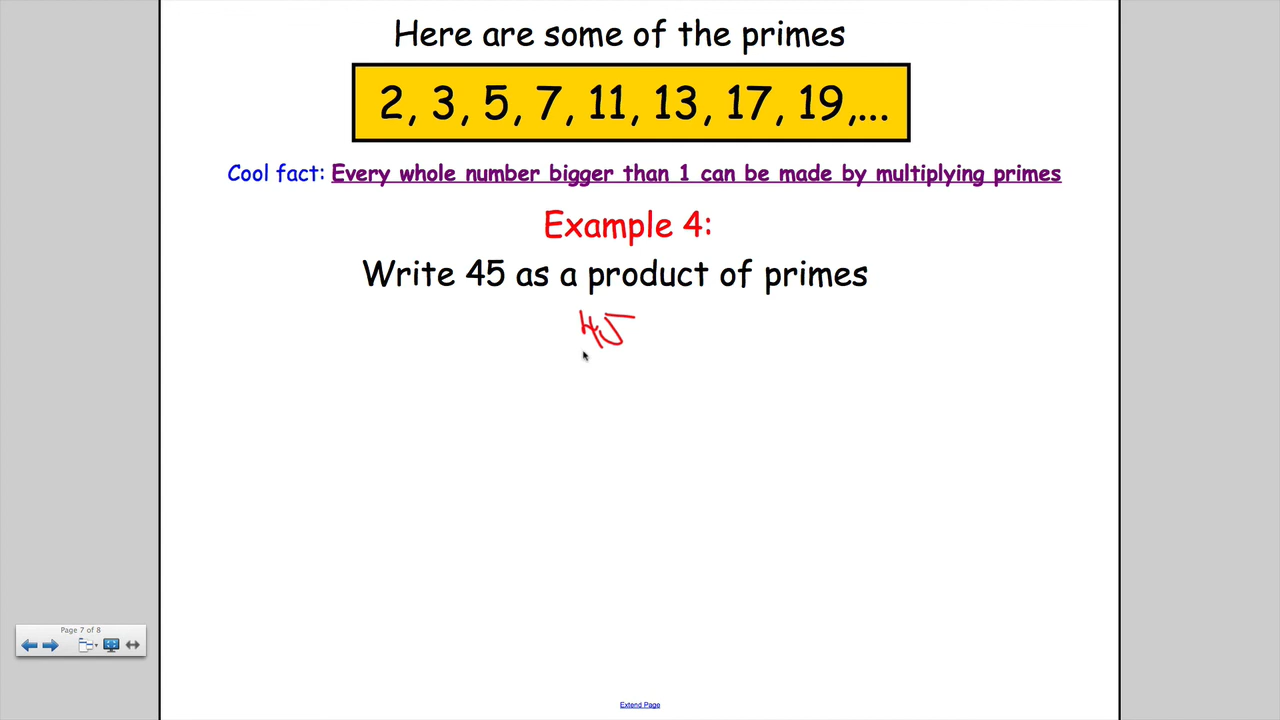 Here are some of the primes
2, 3, 5, 7, 11, 13, 17, 19,...
Cool fact: Every whole number bigger than 1 can be made by multiplying primes
Example 4:
Write 45 as a product of primes
45
Page 7 of 8
Extend Page